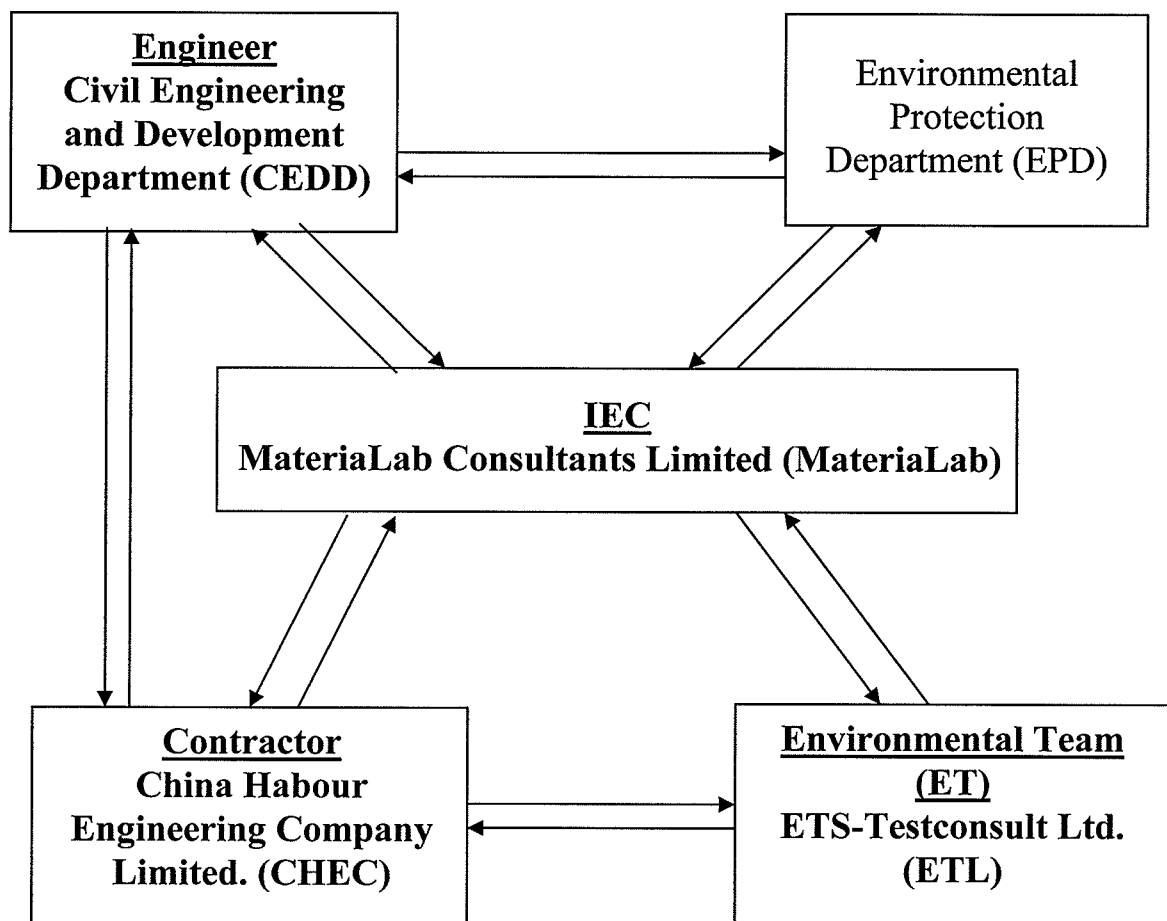 Engineer
Civil Engineering
and Development
Department (CEDD)
Environmental
Protection
Department (EPD)
IEC
MateriaLab Consultants Limited (MateriaLab)
Contractor
China Habour
Engineering Company
Limited. (CHEC)
Environmental Team
(ET)
ETS-Testconsult Ltd.
(ETL)